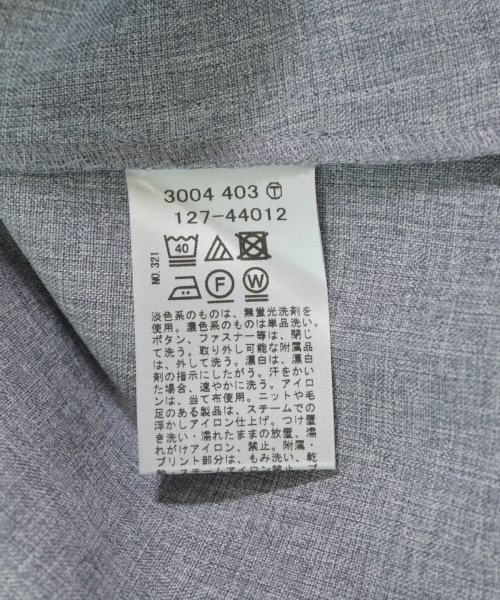 3004 403 Ⓣ
127-44012
NO.321
40
F
W
淡色系のものは、無蛍光洗剤を
使用。濃色系のものは単品洗い。
ボタン、ファスナー等は、閉じ
て洗う。取り外し可能な附属品
は、外して洗う。漂白は、漂白
剤の指示にしたがう。汗をかい
た場合、速やかに洗う。アイロ
ンは、当て布使用。ニットや毛
足のある製品は、スチームでの
浮かしアイロン仕上げ。つけ置
き洗い・濡れたままの放置、濡
れがけアイロン、禁止。附属・
プリント部分は、もみ洗い、乾